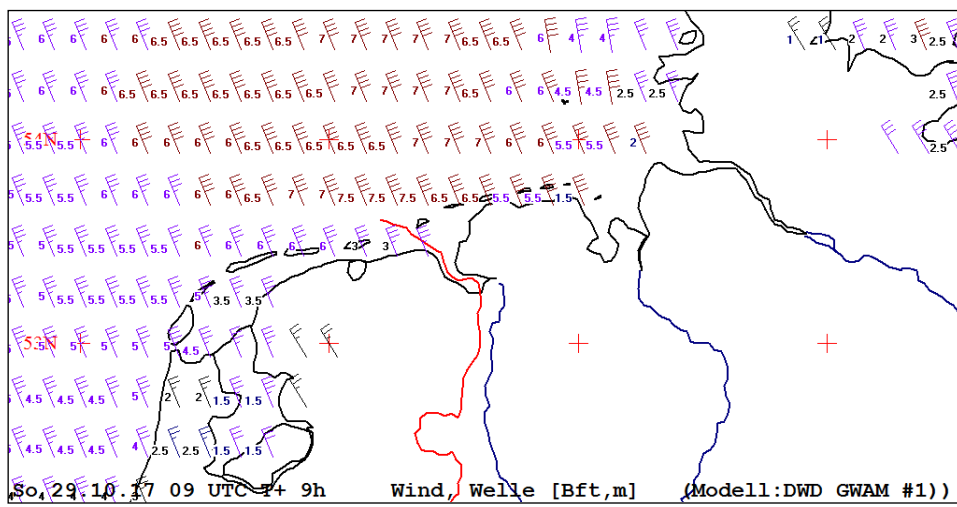 6 6 6 6 6.5 6.5 6.5 6.5 6.5 7 7 7 7 6.5 6.5 6 4 4 1 1 2 2 3 2.5
6 6 6 6.5 6.5 6.5 6.5 6.5 6.5 6.5 7 7 7 7 6.5 6 6 4.5 4.5 2.5 2.5 2.5
54N 5.5 5.5 6 6 6 6 6 6.5 6.5 6.5 6.5 6.5 7 7 7 6 6 5.5 5.5 2 2.5
5.5 5.5 6 6 6 6 6 6.5 7 7 7.5 7.5 7.5 6.5 6.5 5.5 5.5 1.5
5 5.5 5.5 5.5 5.5 6 6 6 6 6 3 3
5 5.5 5.5 5.5 5.5 5 3.5 3.5
53N 5 5 5 5 4.5
4.5 4.5 4.5 5 2 2 1.5 1.5
4.5 4.5 4.5 4 2.5 2.5 1.5 1.5
So 29.10.17 09 UTC T+ 9h Wind, Welle [Bft,m] (Modell:DWD GWAM #1))